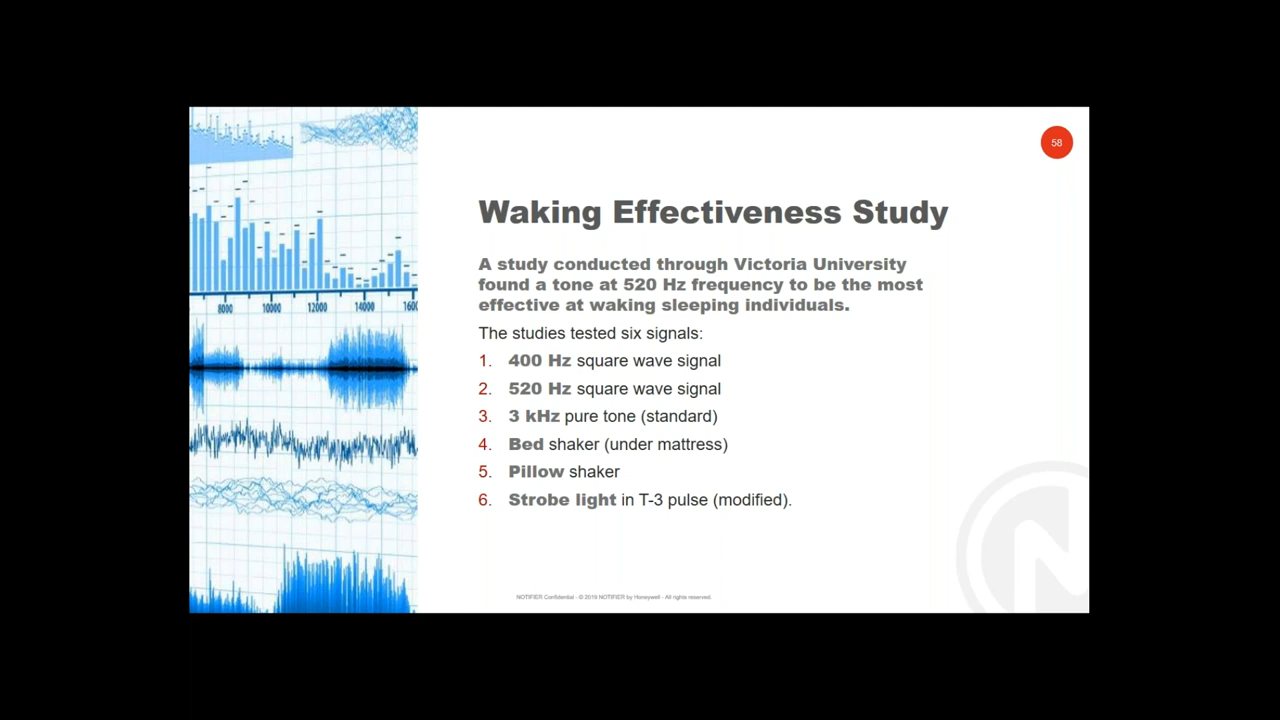 58
Waking Effectiveness Study
A study conducted through Victoria University
found a tone at 520 Hz frequency to be the most
effective at waking sleeping individuals.
The studies tested six signals:
1. 400 Hz square wave signal
2. 520 Hz square wave signal
3. 3 kHz pure tone (standard)
4. Bed shaker (under mattress)
5. Pillow shaker
6. Strobe light in T-3 pulse (modified).
8000 10000 12000 14000 1600
NOTIFIER Confidential - © 2019 NOTIFIER by Honeywell - All rights reserved.